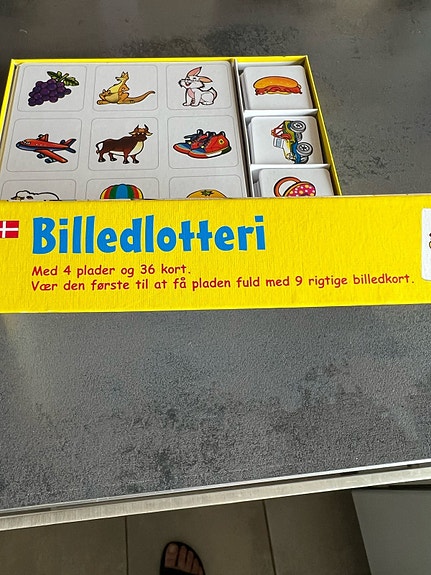 Billedlotteri
Med 4 plader og 36 kort.
Vær den første til at få pladen fuld med 9 rigtige billedkort.